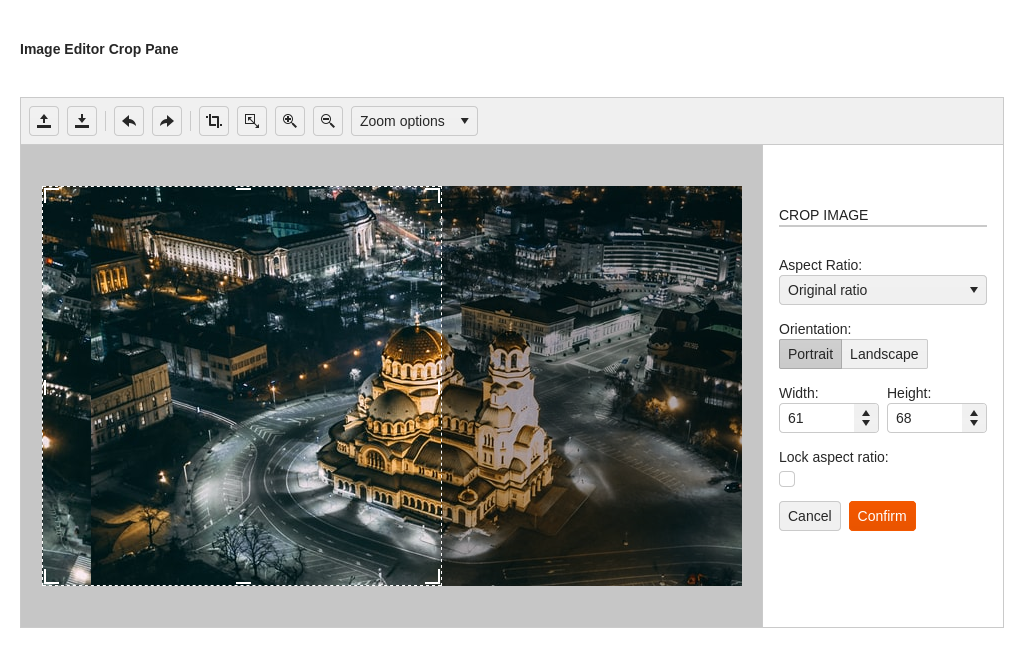 Image Editor Crop Pane
Zoom options
CROP IMAGE
Aspect Ratio:
Original ratio
Orientation:
Portrait Landscape
Width: Height:
61 68
Lock aspect ratio:
Cancel Confirm